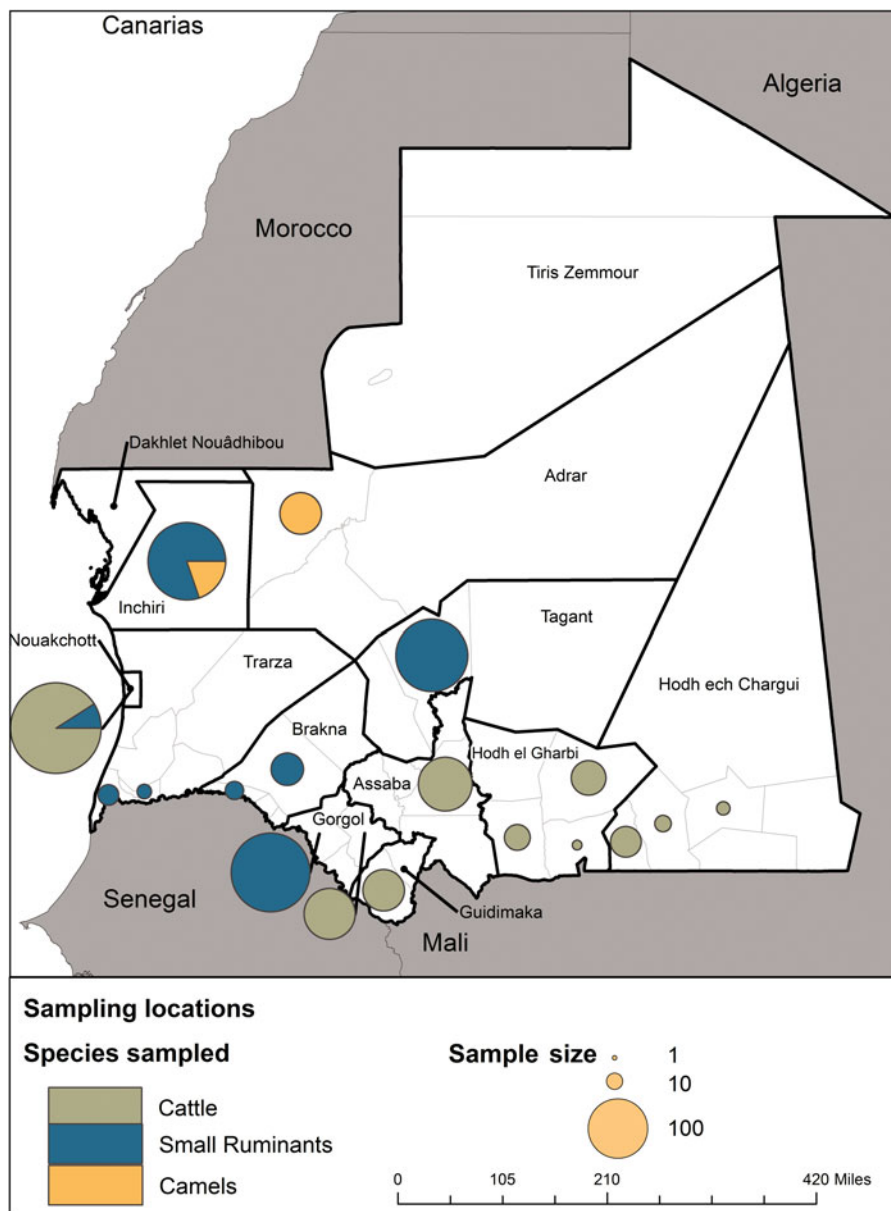 Canarias
Algeria
Morocco
Tiris Zemmour
Dakhlet Nouâdhibou
Adrar
Inchiri
Nouakchott
Tagant
Trarza
Hodh ech Chargui
Brakna
Hodh el Gharbi
Assaba
Gorgol
Senegal
Guidimaka
Mali
Sampling locations
Species sampled
Cattle
Small Ruminants
Camels
Sample size
1
10
100
0 105 210 420 Miles